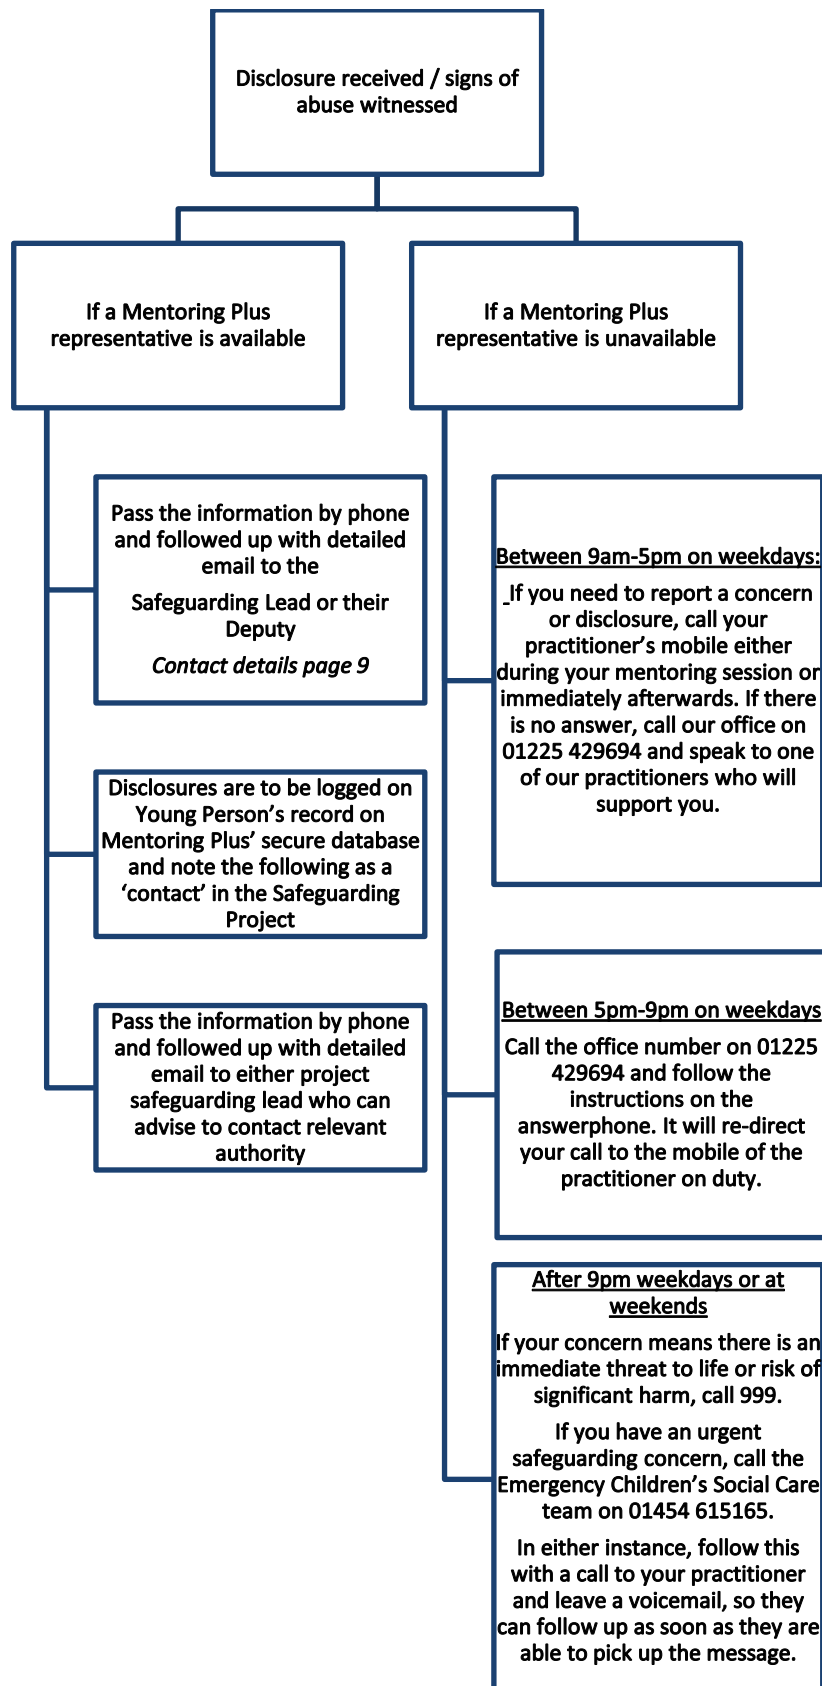 Disclosure received / signs of
abuse witnessed
If a Mentoring Plus
representative is available
If a Mentoring Plus
representative is unavailable
Pass the information by phone
and followed up with detailed
email to the
Safeguarding Lead or their
Deputy
Contact details page 9
Disclosures are to be logged on
Young Person’s record on
Mentoring Plus’ secure database
and note the following as a
‘contact’ in the Safeguarding
Project
Pass the information by phone
and followed up with detailed
email to either project
safeguarding lead who can
advise to contact relevant
authority
Between 9am-5pm on weekdays:
If you need to report a concern
or disclosure, call your
practitioner’s mobile either
during your mentoring session or
immediately afterwards. If there
is no answer, call our office on
01225 429694 and speak to one
of our practitioners who will
support you.
Between 5pm-9pm on weekdays
Call the office number on 01225
429694 and follow the
instructions on the
answerphone. It will re-direct
your call to the mobile of the
practitioner on duty.
After 9pm weekdays or at
weekends
If your concern means there is an
immediate threat to life or risk of
significant harm, call 999.
If you have an urgent
safeguarding concern, call the
Emergency Children’s Social Care
team on 01454 615165.
In either instance, follow this
with a call to your practitioner
and leave a voicemail, so they
can follow up as soon as they are
able to pick up the message.